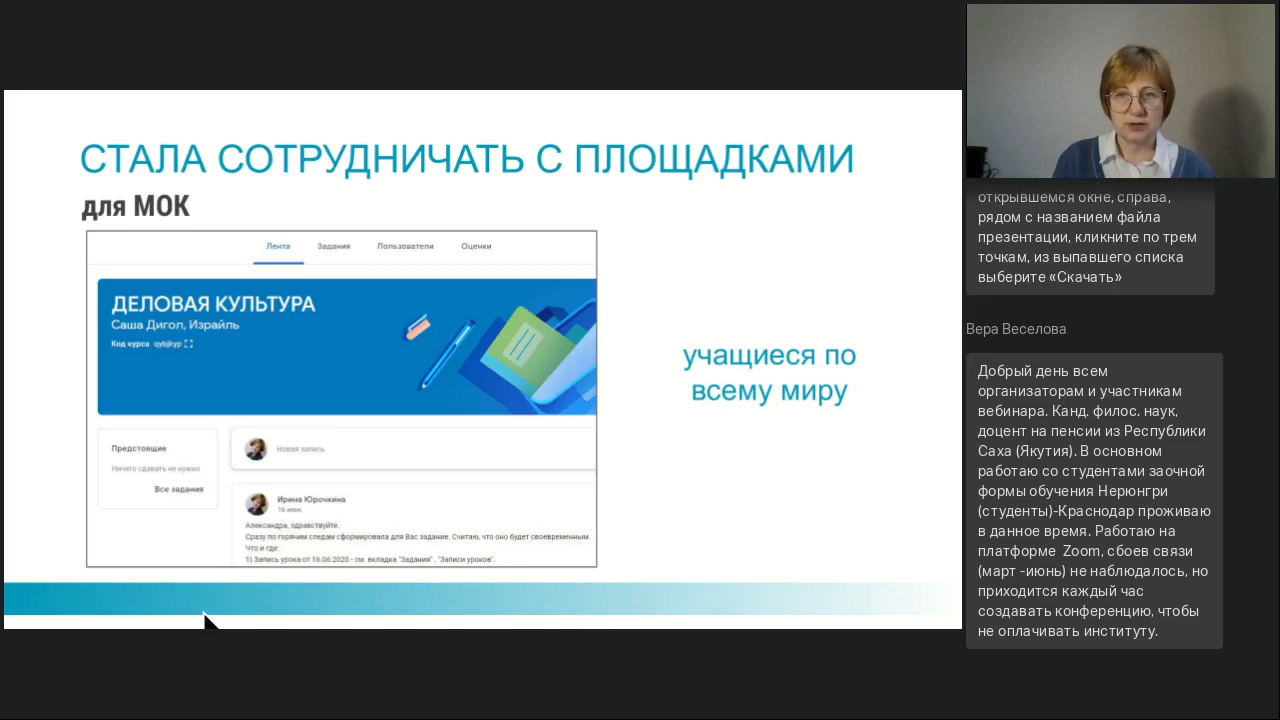 СТАЛА СОТРУДНИЧАТЬ С ПЛОЩАДКАМИ
для МОК
Лента Задания Пользователи Оценки
ДЕЛОВАЯ КУЛЬТУРА
Саша Дигол, Израйль
Код курса qybjkyp
Предстоящие
Ничего сдавать не нужно
Все задания
Новая запись
Ирина Юрочкина
16 июн.
Александра, здравствуйте.
Сразу по горячим следам сформировала для Вас задание. Считаю, что оно будет своевременным.
Что и где:
1) Запись урока от 16.06.2020 - см. вкладка "Задания" , "Записи уроков".
учащиеся по
всему миру
открывшемся окне, справа,
рядом с названием файла
презентации, кликните по трем
точкам, из выпавшего списка
выберите «Скачать»
Вера Веселова
Добрый день всем
организаторам и участникам
вебинара. Канд. филос. наук,
доцент на пенсии из Республики
Саха (Якутия). В основном
работаю со студентами заочной
формы обучения Нерюнгри
(студенты)-Краснодар проживаю
в данное время. Работаю на
платформе Zoom, сбоев связи
(март -июнь) не наблюдалось, но
приходится каждый час
создавать конференцию, чтобы
не оплачивать институту.